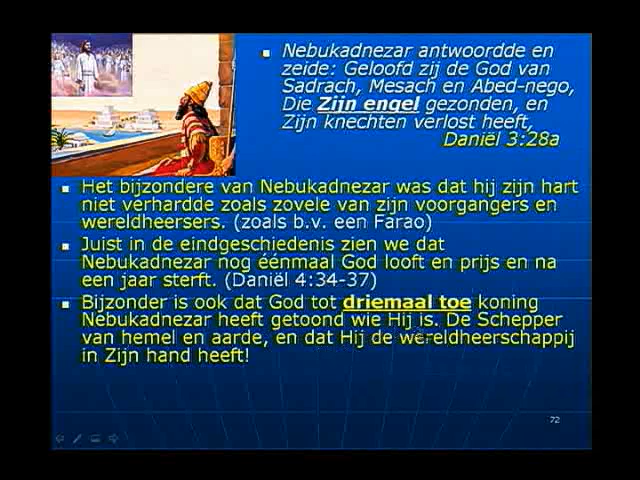 Nebukadnezar antwoordde en
zeide: Geloofd zij de God van
Sadrach, Mesach en Abed-nego,
Die Zijn engel gezonden, en
Zijn knechten verlost heeft,
Daniël 3:28a
Het bijzondere van Nebukadnezar was dat hij zijn hart
niet verhardde zoals zovele van zijn voorgangers en
wereldheersers. (zoals b.v. een Farao)
Juist in de eindgeschiedenis zien we dat
Nebukadnezar nog éénmaal God looft en prijs en na
een jaar sterft. (Daniël 4:34-37)
Bijzonder is ook dat God tot driemaal toe koning
Nebukadnezar heeft getoond wie Hij is. De Schepper
van hemel en aarde, en dat Hij de wereldheerschappij
in Zijn hand heeft!
72